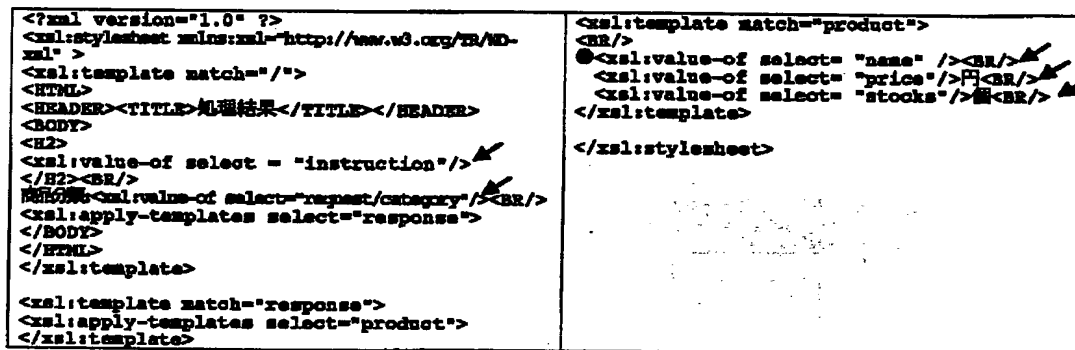 <?xml version="1.0" ?>
<xsl:stylesheet xmlns:xsl="http://www.w3.org/TR/WD-
xsl" >
<xsl:template match="/">
<HTML>
<HEADER><TITLE>処理結果</TITLE></HEADER>
<BODY>
<H2>
<xsl:value-of select = "instruction"/>
</H2><BR/>
商品分類<xsl:value-of select="request/category"/><BR/>
<xsl:apply-templates select="response">
</BODY>
</HTML>
</xsl:template>
<xsl:template match="response">
<xsl:apply-templates select="product">
</xsl:template>
<xsl:template match="product">
<BR/>
●<xsl:value-of select= "name" /><BR/>
<xsl:value-of select= "price"/>円<BR/>
<xsl:value-of select= "stocks"/>個<BR/>
</xsl:template>
</xsl:stylesheet>